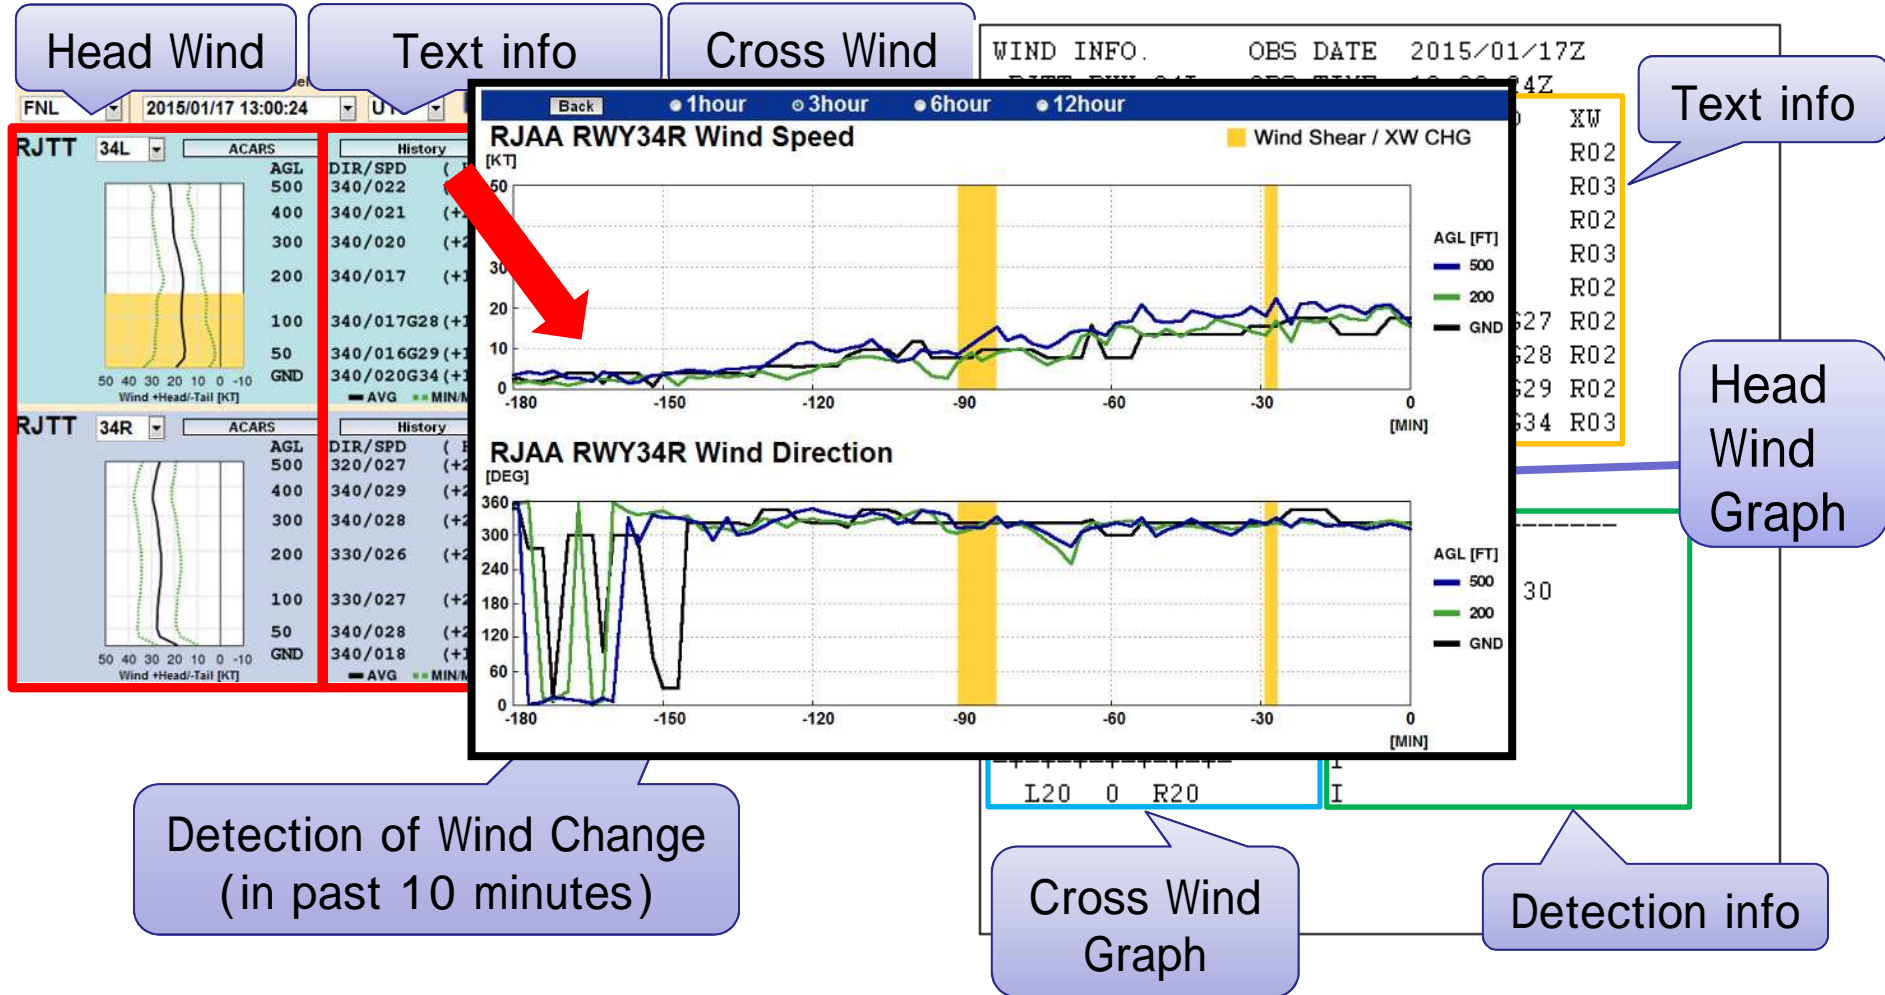 Head Wind
Text info
Cross Wind
WIND INFO. OBS DATE 2015/01/17Z
Text info
FNL 2015/01/17 13:00:24
Back 1hour 3hour 6hour 12hour
RJTT 34L ACARS History
AGL DIR/SPD (
500 340/022
400 340/021
300 340/020
200 340/017
100 340/017G28
50 340/016G29
GND 340/020G34
50 40 30 20 10 0 -10
Wind +Head/-Tail [KT] AVG
RJTT 34R ACARS History
AGL DIR/SPD (
500 320/027
400 340/029
300 340/028
200 330/026
100 330/027
50 340/028
GND 340/018
50 40 30 20 10 0 -10
Wind +Head/-Tail [KT] AVG
RJAA RWY34R Wind Speed
Wind Shear / XW CHG
[KT]
50
30
20
10
0
-180 -150 -120 -90 -60 -30 0
[MIN]
AGL [FT]
500
200
GND
RJAA RWY34R Wind Direction
[DEG]
360
300
240
180
120
60
0
-180 -150 -120 -90 -60 -30 0
[MIN]
AGL [FT]
500
200
GND
XW
R02
R03
R02
R03
R02
G27 R02
G28 R02
G29 R02
G34 R03
30
Head
Wind
Graph
L20 0 R20 I
Detection of Wind Change
(in past 10 minutes)
Cross Wind
Graph
Detection info